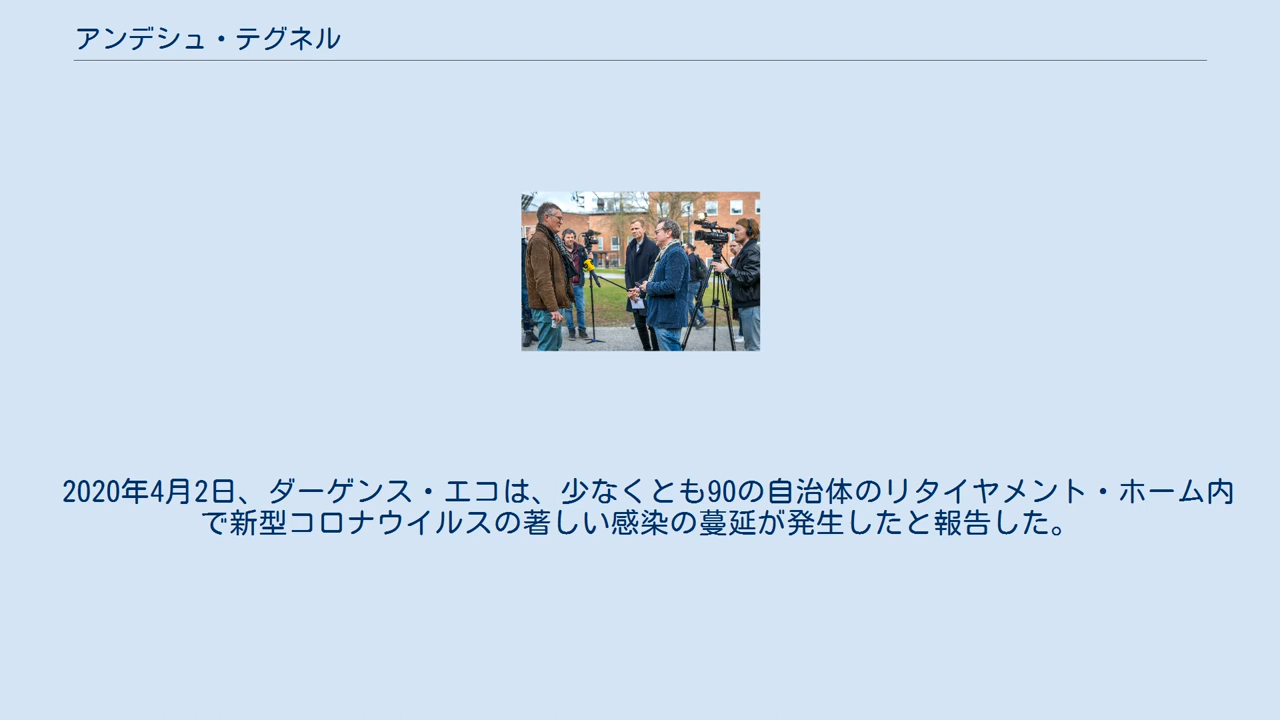 アンデシュ・テグネル
2020年4月2日、ダーゲンス・エコは、少なくとも90の自治体のリタイヤメント・ホーム内
で新型コロナウイルスの著しい感染の蔓延が発生したと報告した。